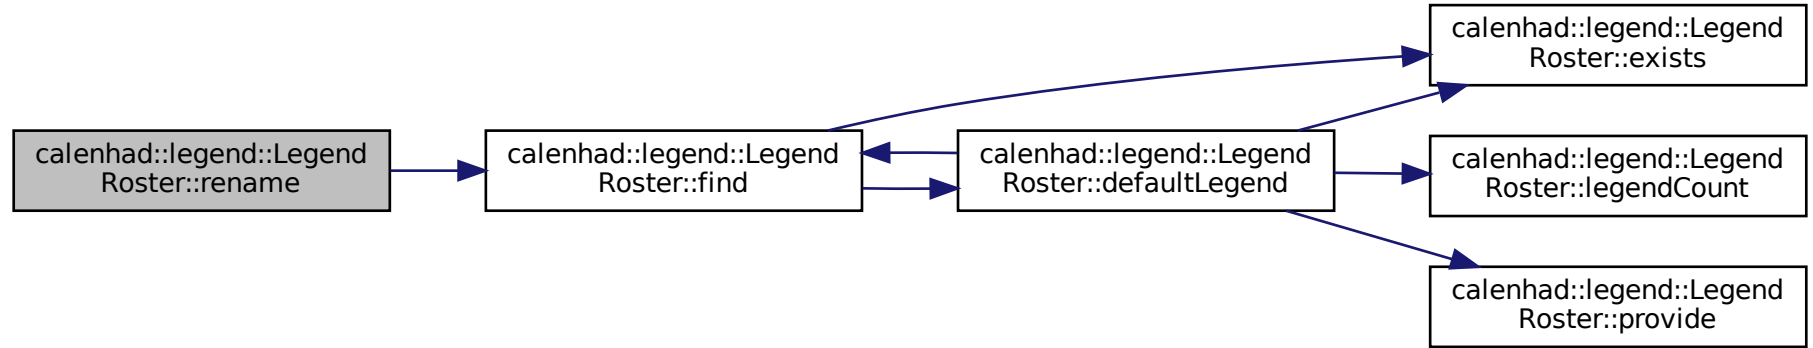 calenhad::legend::Legend
Roster::rename
calenhad::legend::Legend
Roster::find
calenhad::legend::Legend
Roster::defaultLegend
calenhad::legend::Legend
Roster::exists
calenhad::legend::Legend
Roster::legendCount
calenhad::legend::Legend
Roster::provide